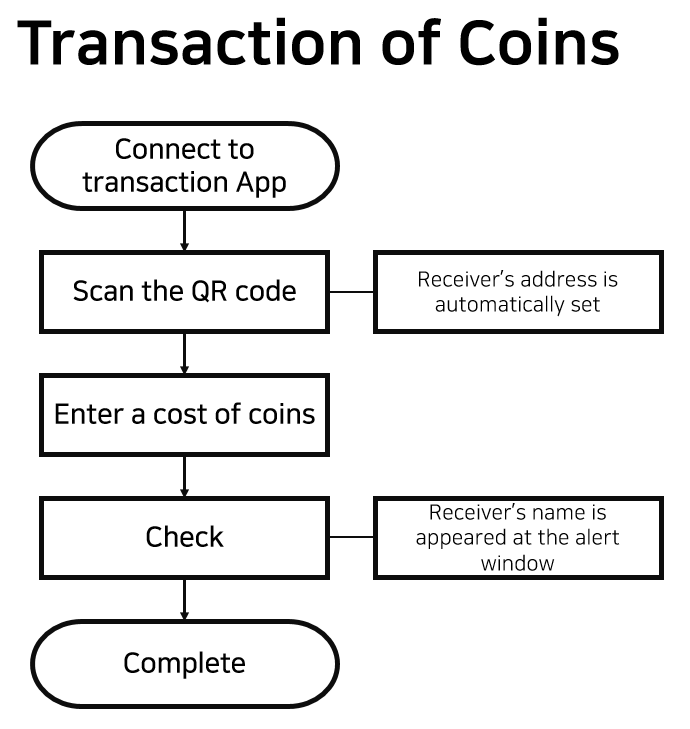 Transaction of Coins
Connect to
transaction App
Scan the QR code
Receiver's address is
automatically set
Enter a cost of coins
Check
Receiver's name is
appeared at the alert
window
Complete